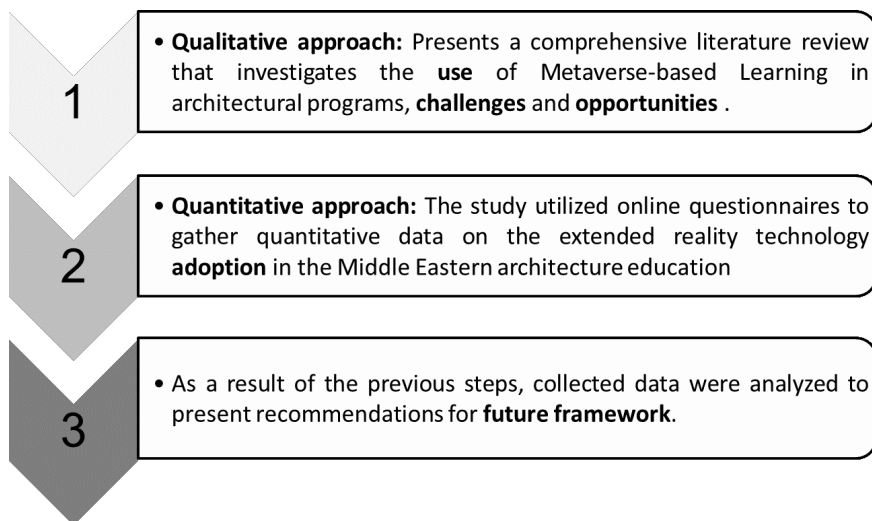 1
• Qualitative approach: Presents a comprehensive literature review
that investigates the use of Metaverse-based Learning in
architectural programs, challenges and opportunities .
2
• Quantitative approach: The study utilized online questionnaires to
gather quantitative data on the extended reality technology
adoption in the Middle Eastern architecture education
3
• As a result of the previous steps, collected data were analyzed to
present recommendations for future framework.